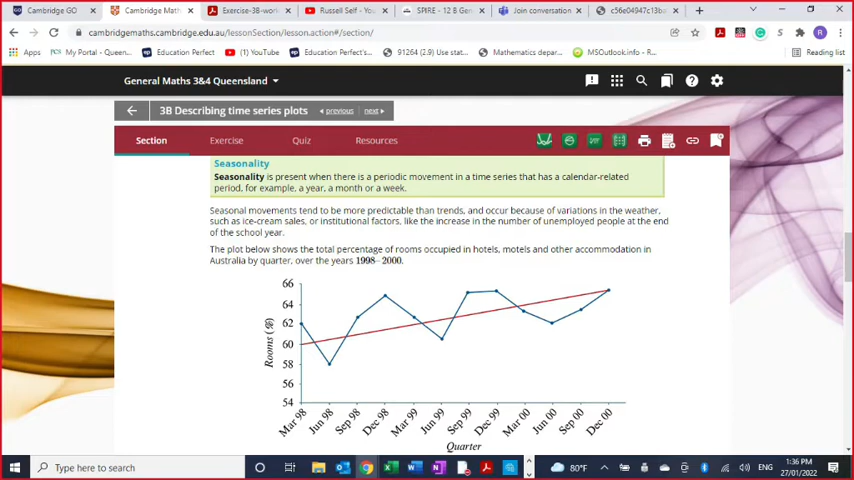 Cambridge GO
Cambridge Math
Exercise-3B-work
Russell Self - You
SPIRE - 12 B Gen
Join conversation
c56e04947c13ba
cambridgemaths.cambridge.edu.au/lessonSection/lesson.action#/section/
Apps
My Portal - Queen...
Education Perfect
(1) YouTube
Education Perfect's...
91264 (2.9) Use stat...
Mathematics depar...
MSOutlook.info - R...
Reading list
General Maths 3&4 Queensland
3B Describing time series plots
previous
next
Section
Exercise
Quiz
Resources
Seasonality
Seasonality is present when there is a periodic movement in a time series that has a calendar-related
period, for example, a year, a month or a week.
Seasonal movements tend to be more predictable than trends, and occur because of variations in the weather,
such as ice-cream sales, or institutional factors, like the increase in the number of unemployed people at the end
of the school year.
The plot below shows the total percentage of rooms occupied in hotels, motels and other accommodation in
Australia by quarter, over the years 1998–2000.
66
64
62
60
58
56
54
Rooms (%)
Mar 98
Jun 98
Sep 98
Dec 98
Mar 99
Jun 99
Sep 99
Dec 99
Mar 00
Jun 00
Sep 00
Dec 00
Quarter
Type here to search
80°F
ENG
1:36 PM
27/01/2022